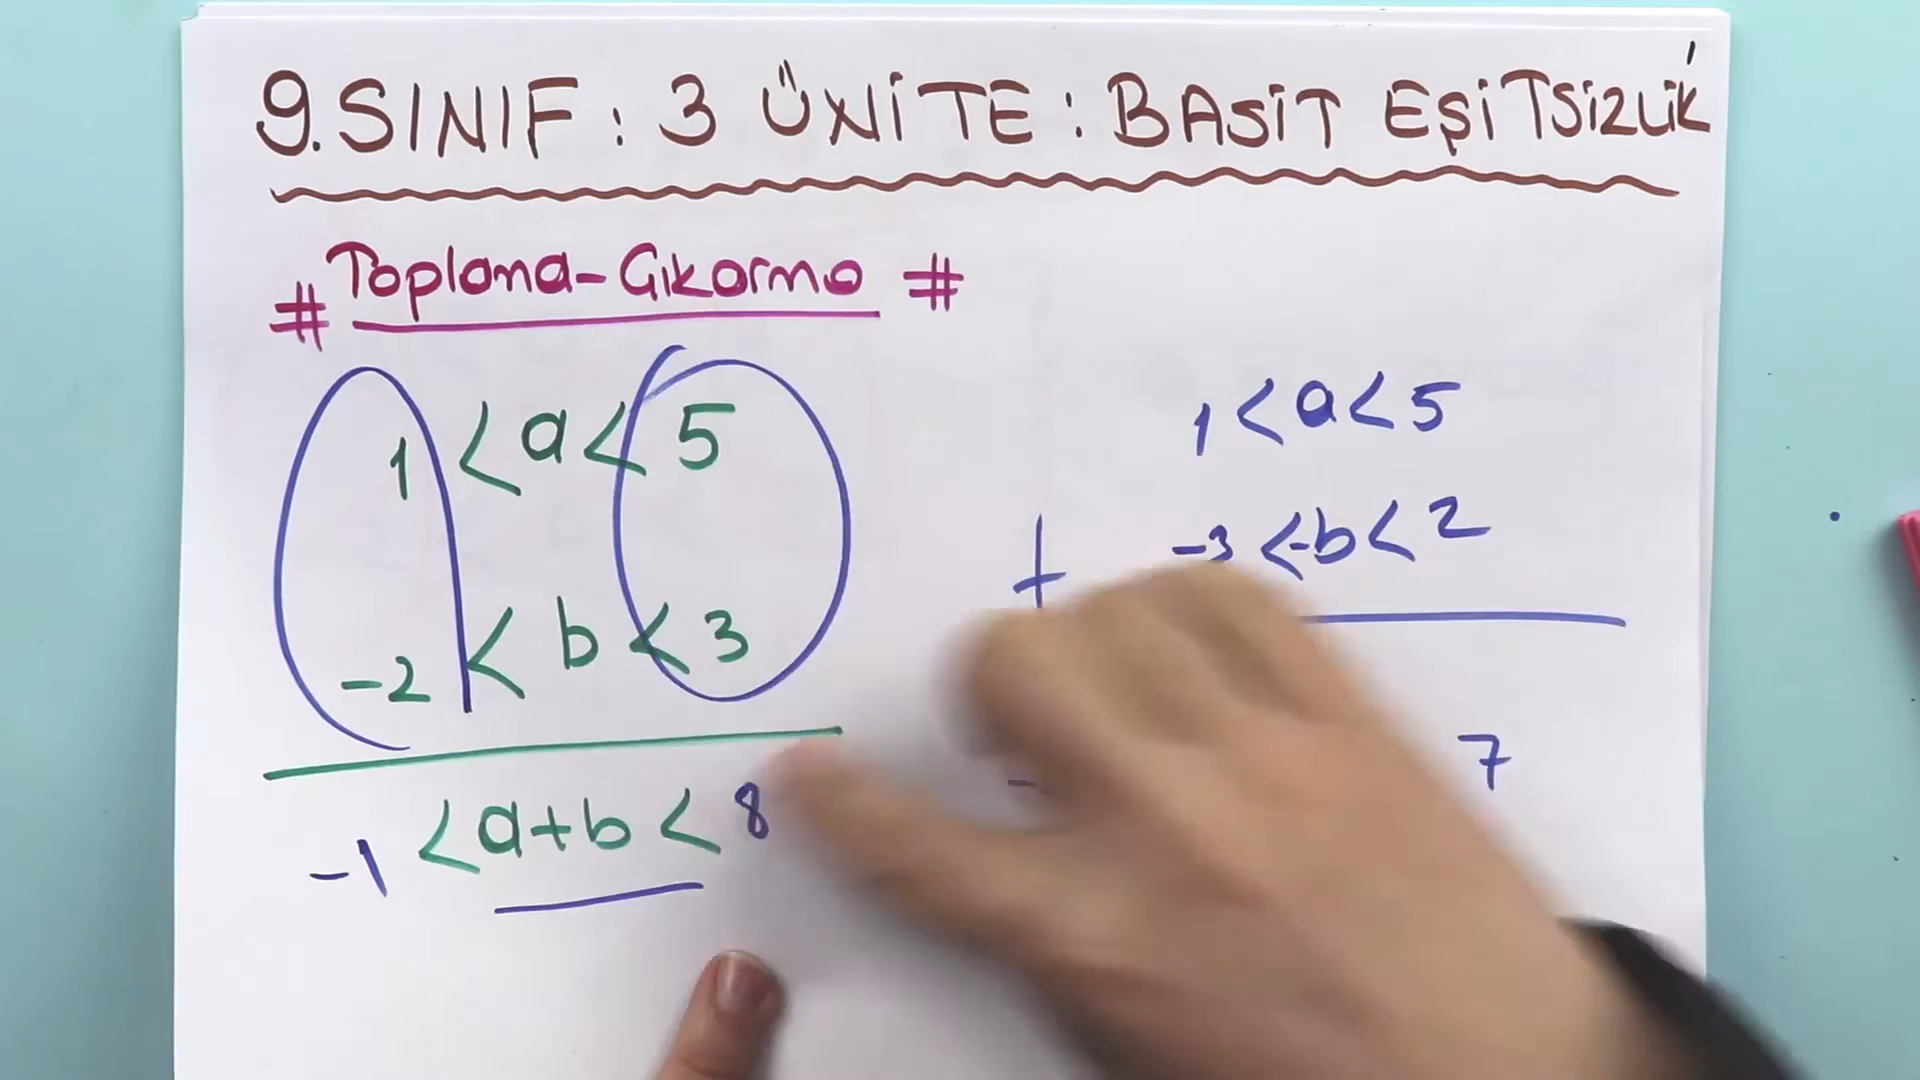 9. SINIF : 3 ÜNİTE : BASİT EŞİTSİZLİK
# Toplama-Çıkarma #
1 < a < 5
-2 < b < 3
-1 < a+b < 8
1 < a < 5
+ -3 < -b < 2
7